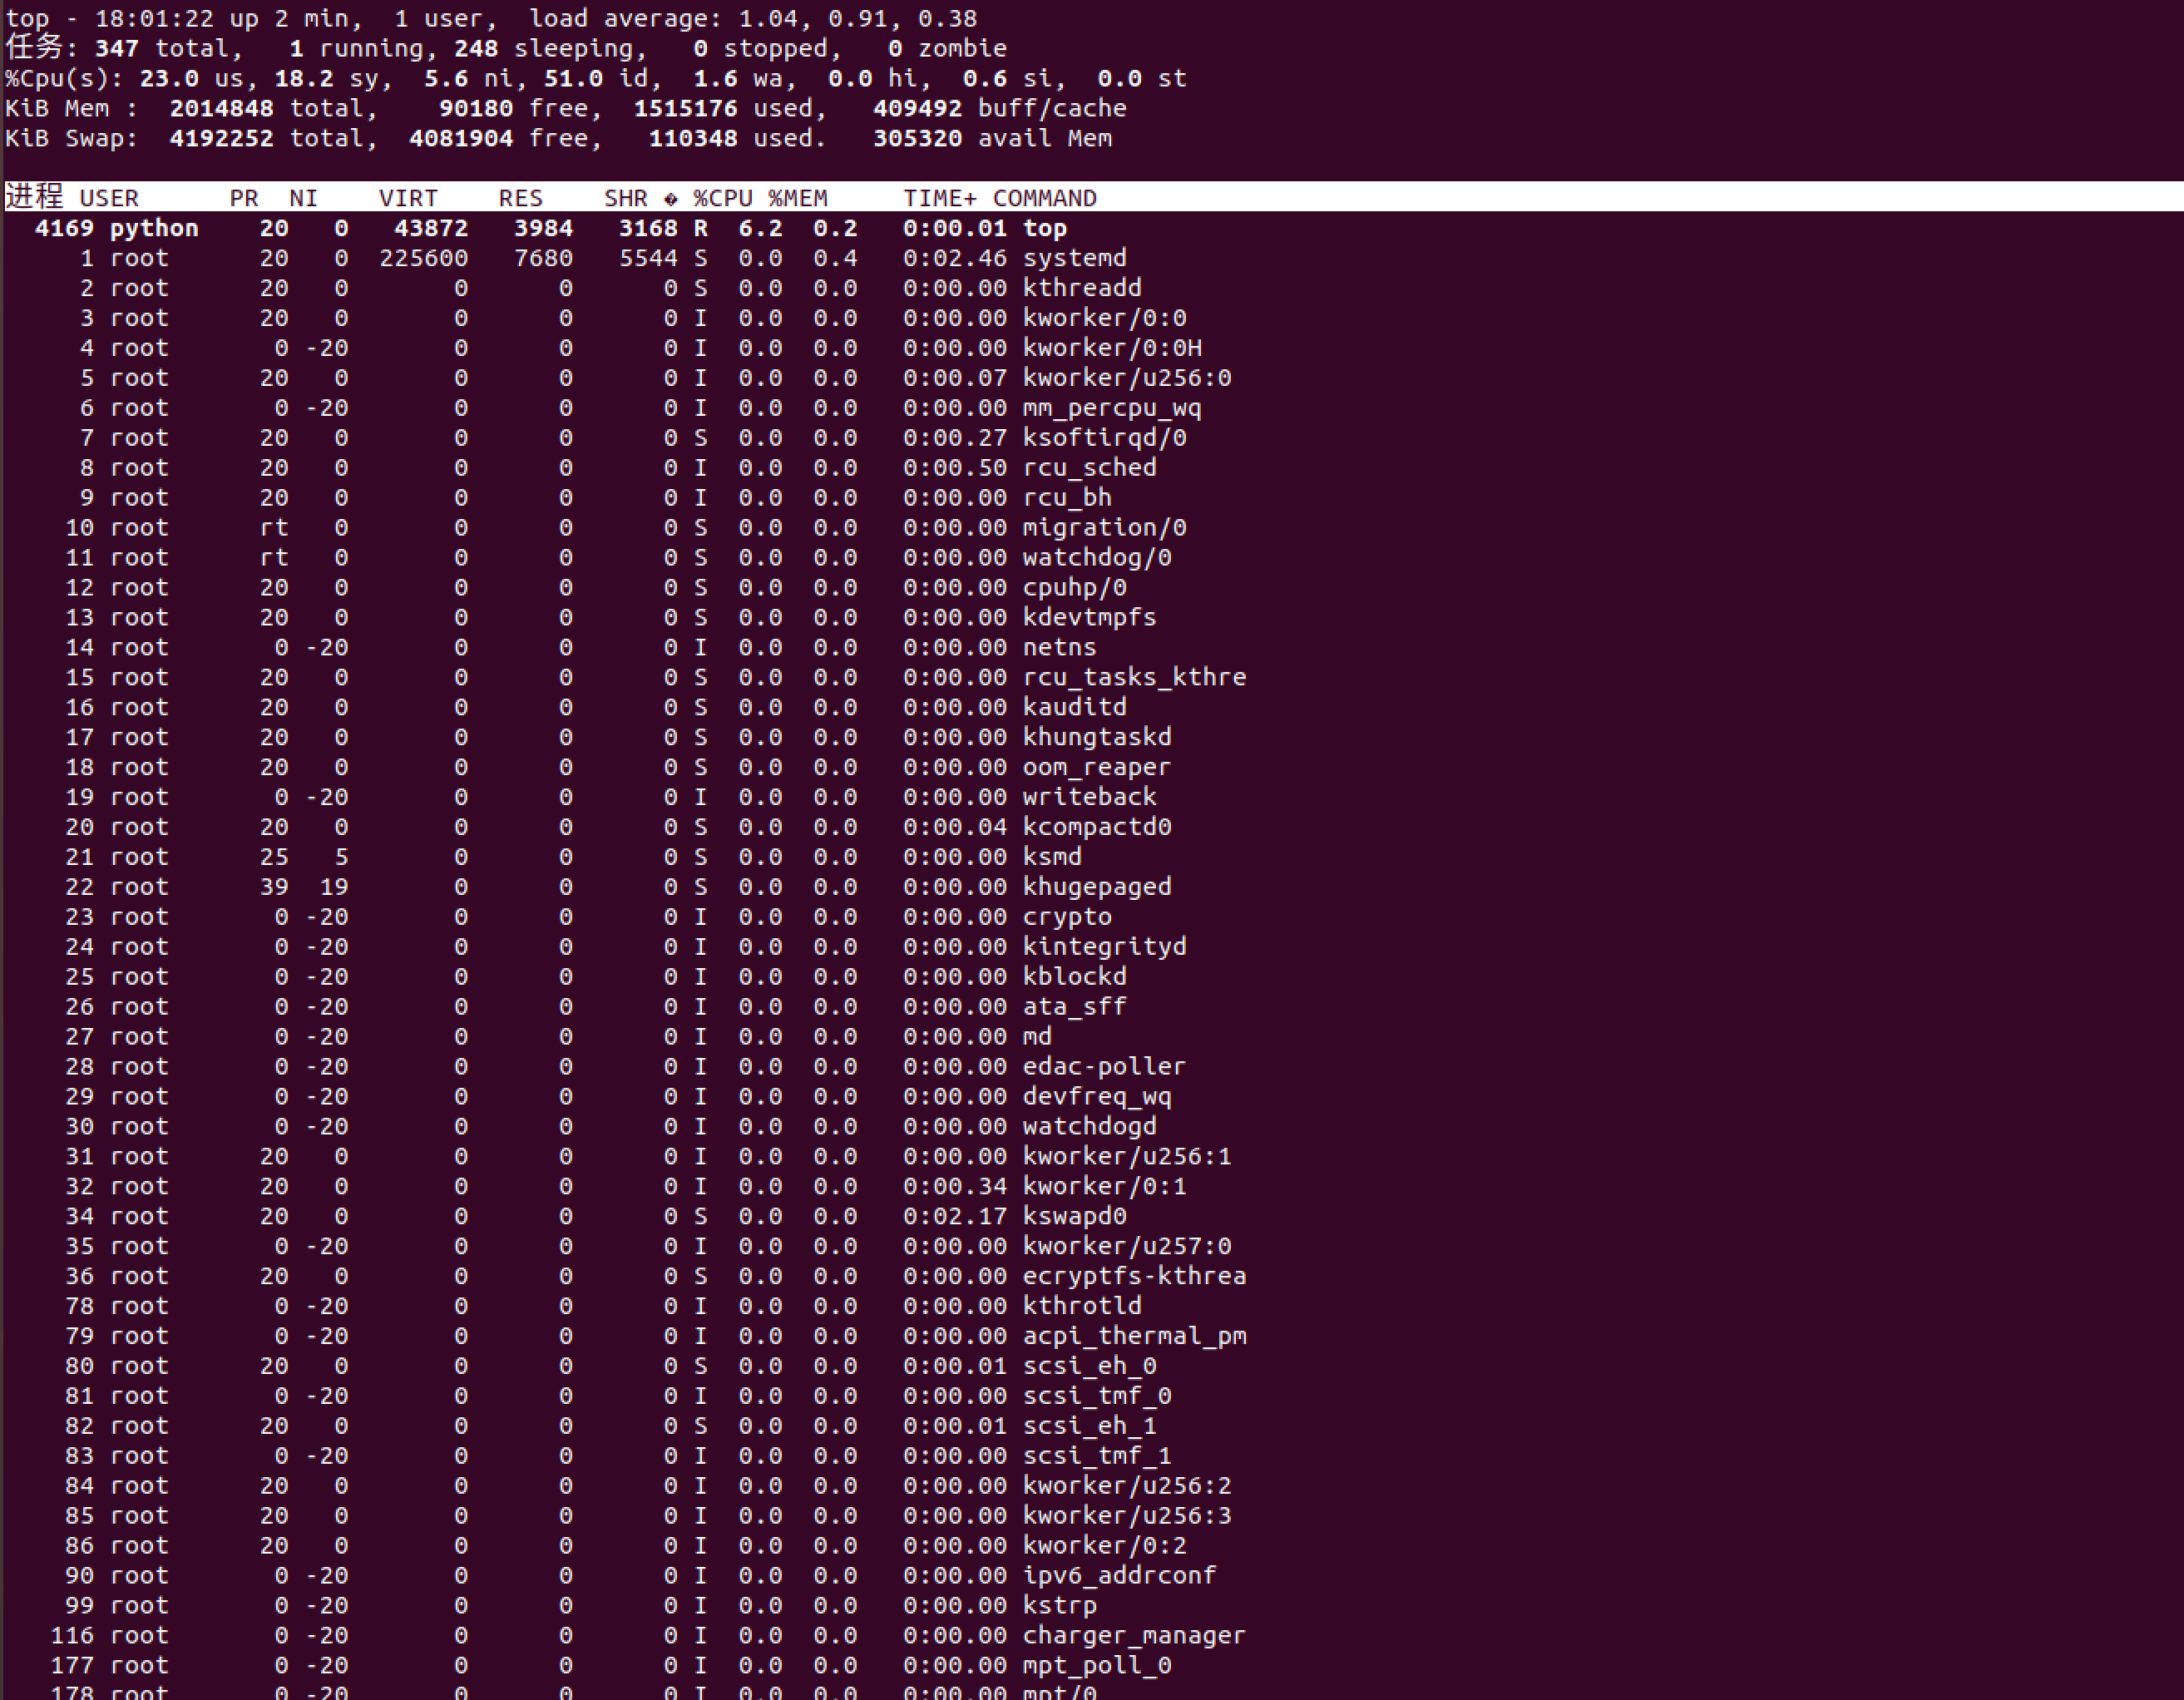 top - 18:01:22 up 2 min,  1 user,  load average: 1.04, 0.91, 0.38
任务: 347 total,   1 running, 248 sleeping,   0 stopped,   0 zombie
%Cpu(s): 23.0 us, 18.2 sy,  5.6 ni, 51.0 id,  1.6 wa,  0.0 hi,  0.6 si,  0.0 st
KiB Mem :  2014848 total,    90180 free,  1515176 used,   409492 buff/cache
KiB Swap:  4192252 total,  4081904 free,   110348 used.   305320 avail Mem
进程 USER      PR  NI    VIRT    RES    SHR � %CPU %MEM     TIME+ COMMAND
4169 python    20   0   43872   3984   3168 R  6.2  0.2   0:00.01 top
1 root      20   0  225600   7680   5544 S  0.0  0.4   0:02.46 systemd
2 root      20   0       0      0      0 S  0.0  0.0   0:00.00 kthreadd
3 root      20   0       0      0      0 I  0.0  0.0   0:00.00 kworker/0:0
4 root       0 -20       0      0      0 I  0.0  0.0   0:00.00 kworker/0:0H
5 root      20   0       0      0      0 I  0.0  0.0   0:00.07 kworker/u256:0
6 root       0 -20       0      0      0 I  0.0  0.0   0:00.00 mm_percpu_wq
7 root      20   0       0      0      0 S  0.0  0.0   0:00.27 ksoftirqd/0
8 root      20   0       0      0      0 I  0.0  0.0   0:00.50 rcu_sched
9 root      20   0       0      0      0 I  0.0  0.0   0:00.00 rcu_bh
10 root      rt   0       0      0      0 S  0.0  0.0   0:00.00 migration/0
11 root      rt   0       0      0      0 S  0.0  0.0   0:00.00 watchdog/0
12 root      20   0       0      0      0 S  0.0  0.0   0:00.00 cpuhp/0
13 root      20   0       0      0      0 S  0.0  0.0   0:00.00 kdevtmpfs
14 root       0 -20       0      0      0 I  0.0  0.0   0:00.00 netns
15 root      20   0       0      0      0 S  0.0  0.0   0:00.00 rcu_tasks_kthre
16 root      20   0       0      0      0 S  0.0  0.0   0:00.00 kauditd
17 root      20   0       0      0      0 S  0.0  0.0   0:00.00 khungtaskd
18 root      20   0       0      0      0 S  0.0  0.0   0:00.00 oom_reaper
19 root       0 -20       0      0      0 I  0.0  0.0   0:00.00 writeback
20 root      20   0       0      0      0 S  0.0  0.0   0:00.04 kcompactd0
21 root      25   5       0      0      0 S  0.0  0.0   0:00.00 ksmd
22 root      39  19       0      0      0 S  0.0  0.0   0:00.00 khugepaged
23 root       0 -20       0      0      0 I  0.0  0.0   0:00.00 crypto
24 root       0 -20       0      0      0 I  0.0  0.0   0:00.00 kintegrityd
25 root       0 -20       0      0      0 I  0.0  0.0   0:00.00 kblockd
26 root       0 -20       0      0      0 I  0.0  0.0   0:00.00 ata_sff
27 root       0 -20       0      0      0 I  0.0  0.0   0:00.00 md
28 root       0 -20       0      0      0 I  0.0  0.0   0:00.00 edac-poller
29 root       0 -20       0      0      0 I  0.0  0.0   0:00.00 devfreq_wq
30 root       0 -20       0      0      0 I  0.0  0.0   0:00.00 watchdogd
31 root      20   0       0      0      0 I  0.0  0.0   0:00.00 kworker/u256:1
32 root      20   0       0      0      0 I  0.0  0.0   0:00.34 kworker/0:1
34 root      20   0       0      0      0 S  0.0  0.0   0:02.17 kswapd0
35 root       0 -20       0      0      0 I  0.0  0.0   0:00.00 kworker/u257:0
36 root      20   0       0      0      0 S  0.0  0.0   0:00.00 ecryptfs-kthrea
78 root       0 -20       0      0      0 I  0.0  0.0   0:00.00 kthrotld
79 root       0 -20       0      0      0 I  0.0  0.0   0:00.00 acpi_thermal_pm
80 root      20   0       0      0      0 S  0.0  0.0   0:00.01 scsi_eh_0
81 root       0 -20       0      0      0 I  0.0  0.0   0:00.00 scsi_tmf_0
82 root      20   0       0      0      0 S  0.0  0.0   0:00.01 scsi_eh_1
83 root       0 -20       0      0      0 I  0.0  0.0   0:00.00 scsi_tmf_1
84 root      20   0       0      0      0 I  0.0  0.0   0:00.00 kworker/u256:2
85 root      20   0       0      0      0 I  0.0  0.0   0:00.00 kworker/u256:3
86 root      20   0       0      0      0 I  0.0  0.0   0:00.00 kworker/0:2
90 root       0 -20       0      0      0 I  0.0  0.0   0:00.00 ipv6_addrconf
99 root       0 -20       0      0      0 I  0.0  0.0   0:00.00 kstrp
116 root       0 -20       0      0      0 I  0.0  0.0   0:00.00 charger_manager
177 root       0 -20       0      0      0 I  0.0  0.0   0:00.00 mpt_poll_0
178 root       0 -20       0      0      0 I  0.0  0.0   0:00.00 mpt/0